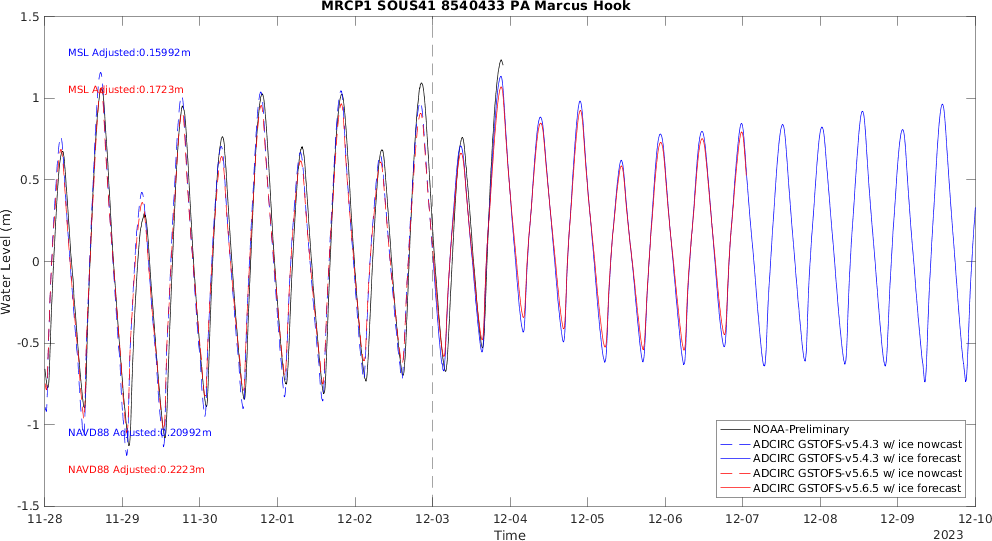 MRCP1 SOUS41 8540433 PA Marcus Hook
1.5
1
0.5
0
-0.5
-1
-1.5
Water Level (m)
MSL Adjusted:0.15992m
MSL Adjusted:0.1723m
NAVD88 Adjusted:0.20992m
NAVD88 Adjusted:0.2223m
NOAA-Preliminary
ADCIRC GSTOFS-v5.4.3 w/ ice nowcast
ADCIRC GSTOFS-v5.4.3 w/ ice forecast
ADCIRC GSTOFS-v5.6.5 w/ ice nowcast
ADCIRC GSTOFS-v5.6.5 w/ ice forecast
11-28 11-29 11-30 12-01 12-02 12-03 12-04 12-05 12-06 12-07 12-08 12-09 12-10
Time
2023